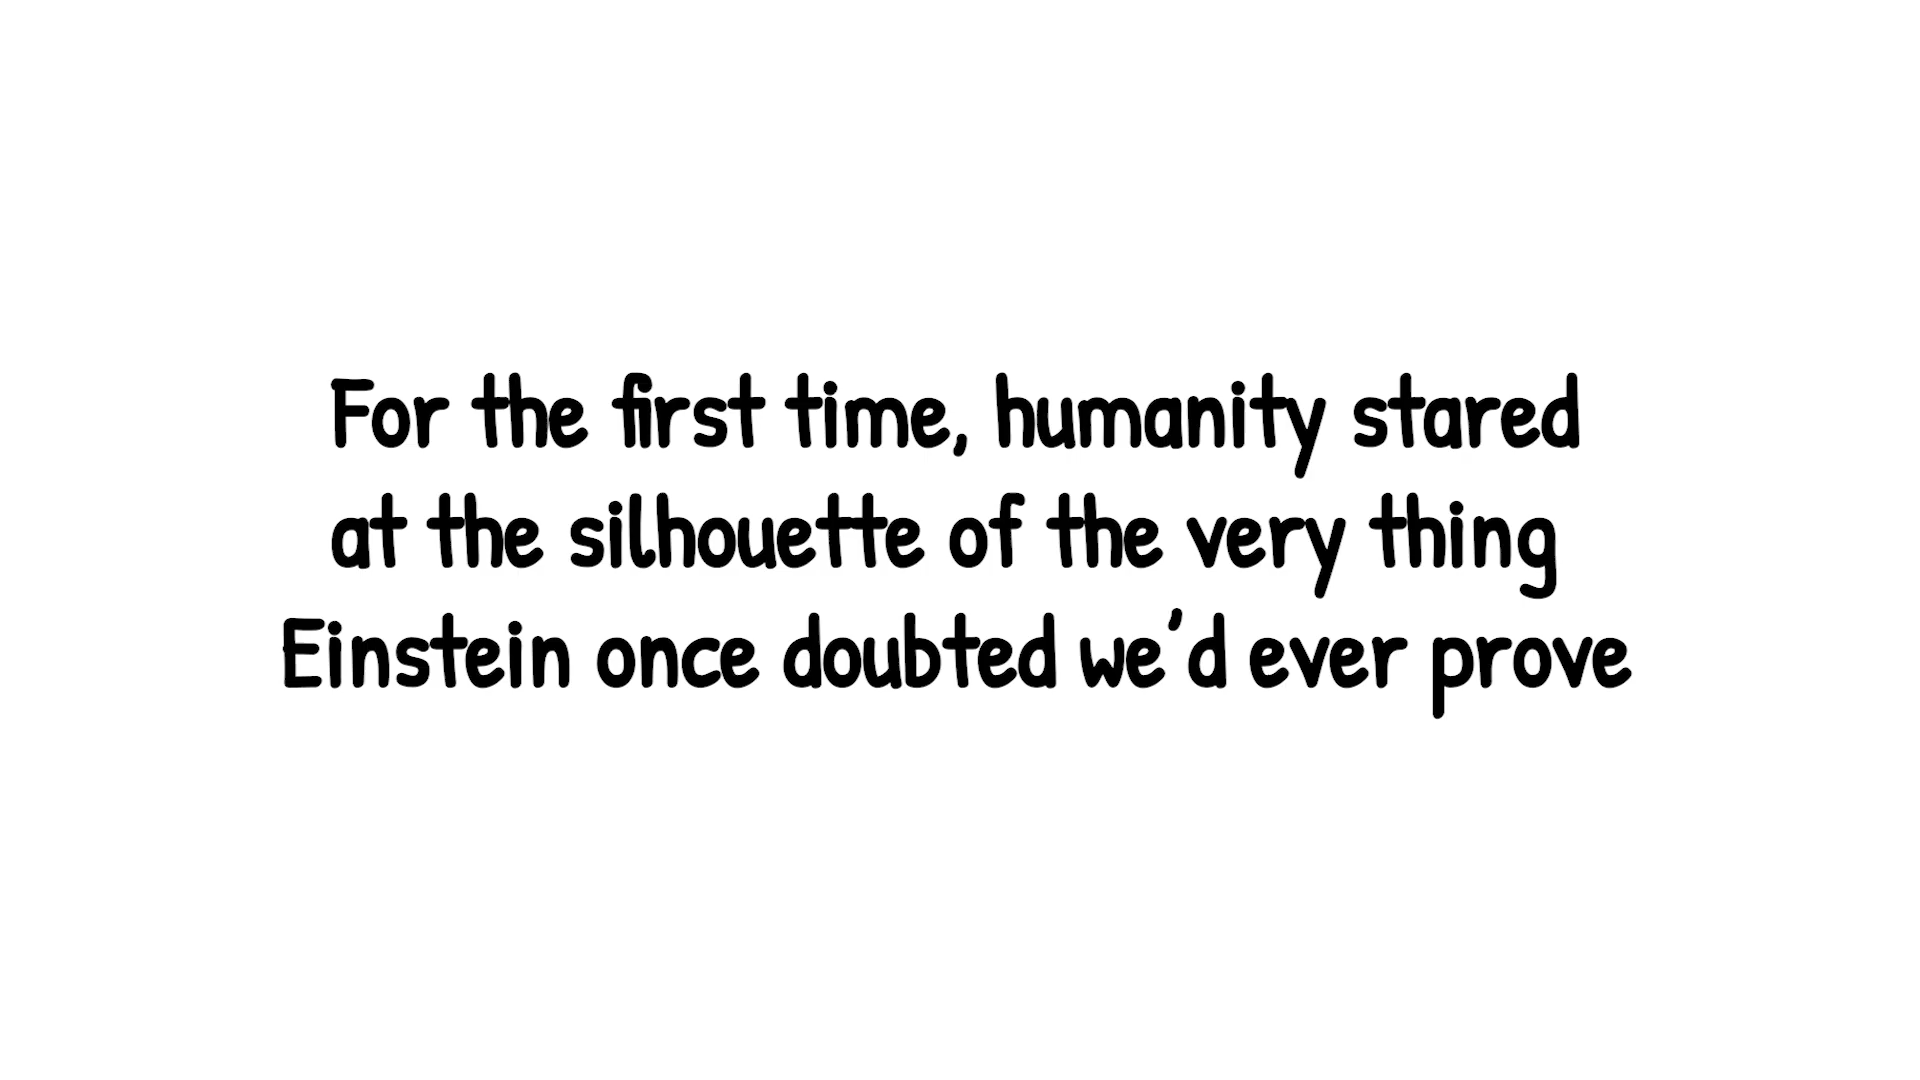 For the first time, humanity stared
at the silhouette of the very thing
Einstein once doubted we’d ever prove